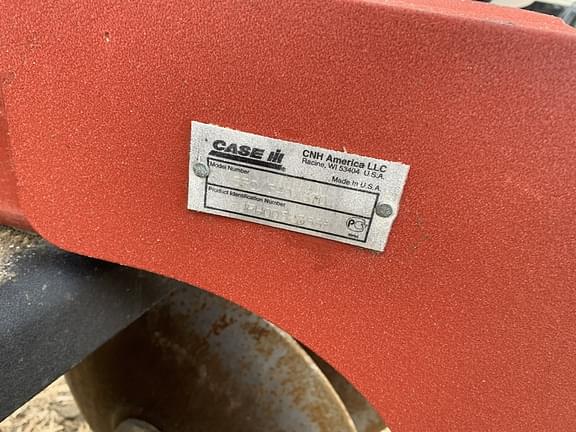 CASE IH
CNH America LLC
Racine, WI 53404 U.S.A.
Model Number
Made in U.S.A.
Product Identification Number